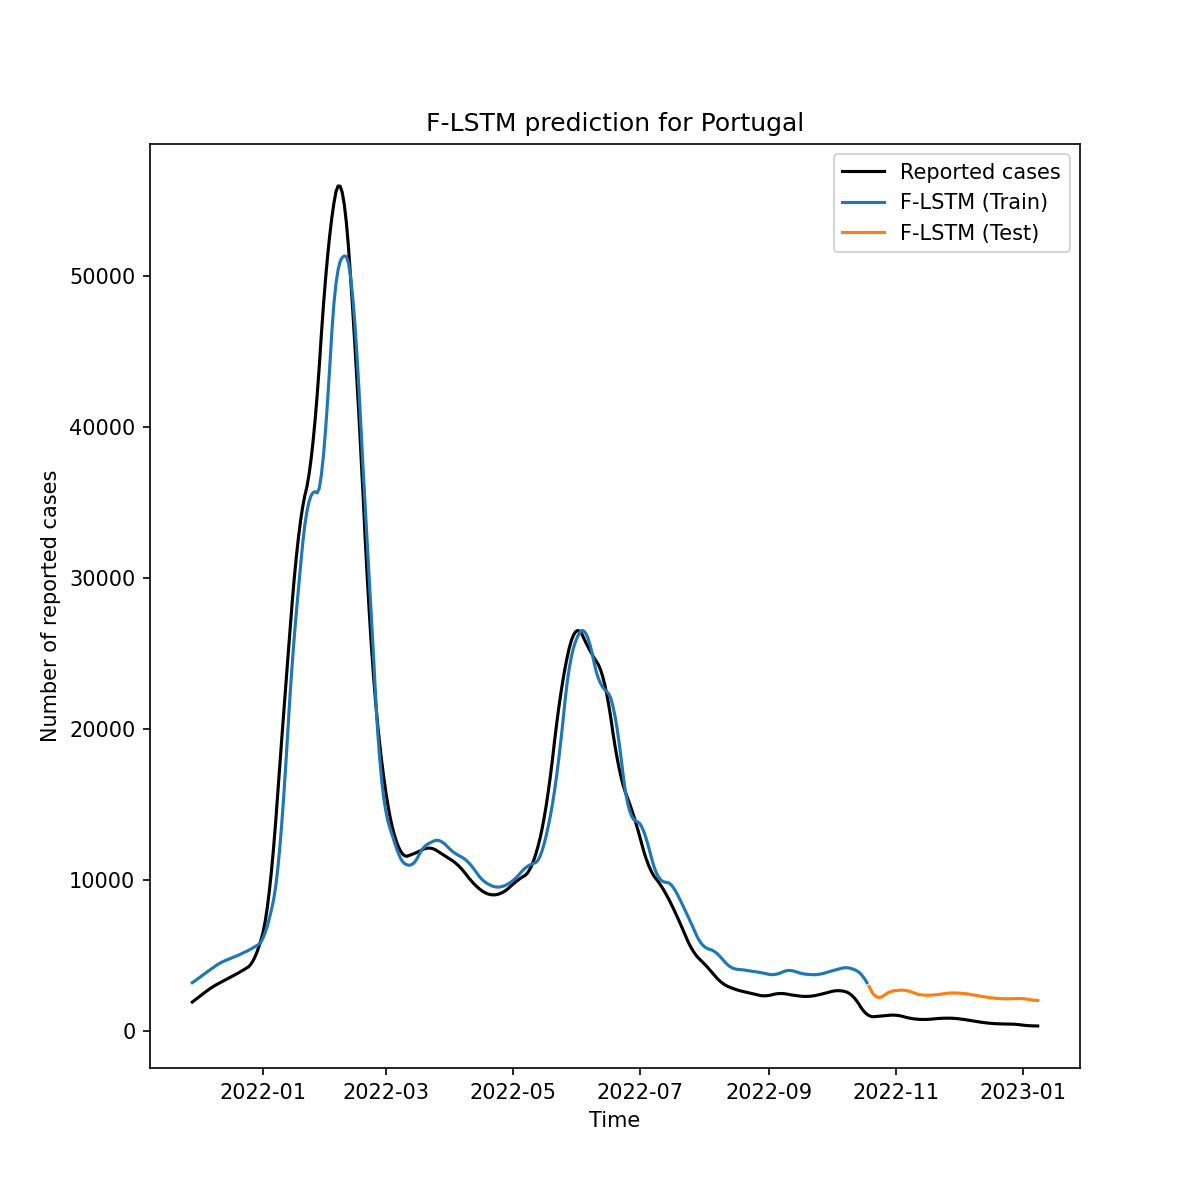 F-LSTM prediction for Portugal
Reported cases
F-LSTM (Train)
F-LSTM (Test)
Number of reported cases
50000
40000
30000
20000
10000
0
2022-01
2022-03
2022-05
2022-07
2022-09
2022-11
2023-01
Time